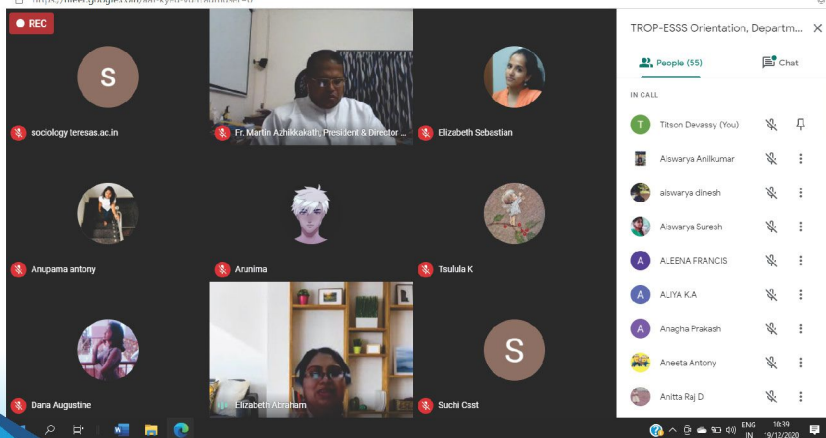 REC
S
sociology teresas.ac.in
Fr. Martin Azhikkakath, President & Director ...
Elizabeth Sebastian
Anupama antony
Arunima
Tsulula K
Dana Augustine
Elizabeth Abraham
S
Suchi Csst
TROP-ESSS Orientation, Departm...
People (55)
Chat
IN CALL
T
Titson Devassy (You)
Aiswarya Anilkumar
aiswarya dinesh
Aiswarya Suresh
A
ALEENA FRANCIS
A
ALIYA K.A
A
Anagha Prakash
Aneeta Antony
Anitta Raj D
ENG
IN
10:39
19/12/2020